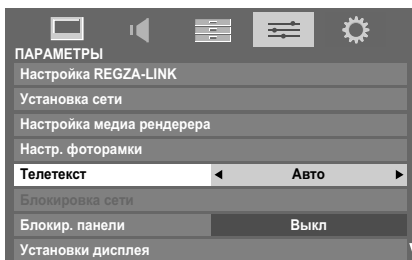 ПАРАМЕТРЫ
Настройка REGZA-LINK
Установка сети
Настройка медиа рендерера
Настр. фоторамки
Телетекст ◀ Авто ▶
Блокировка сети
Блокир. панели Выкл
Установки дисплея